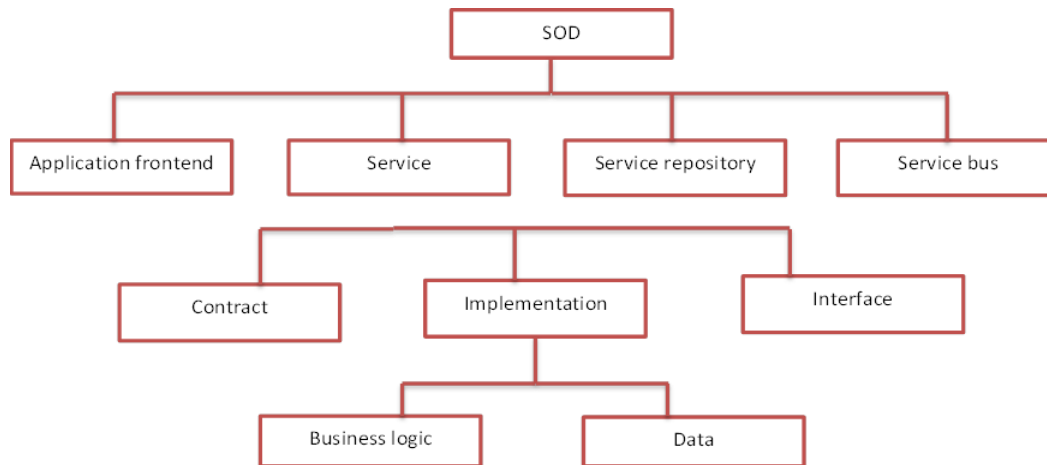 SOD
Application frontend
Service
Service repository
Service bus
Contract
Implementation
Interface
Business logic
Data